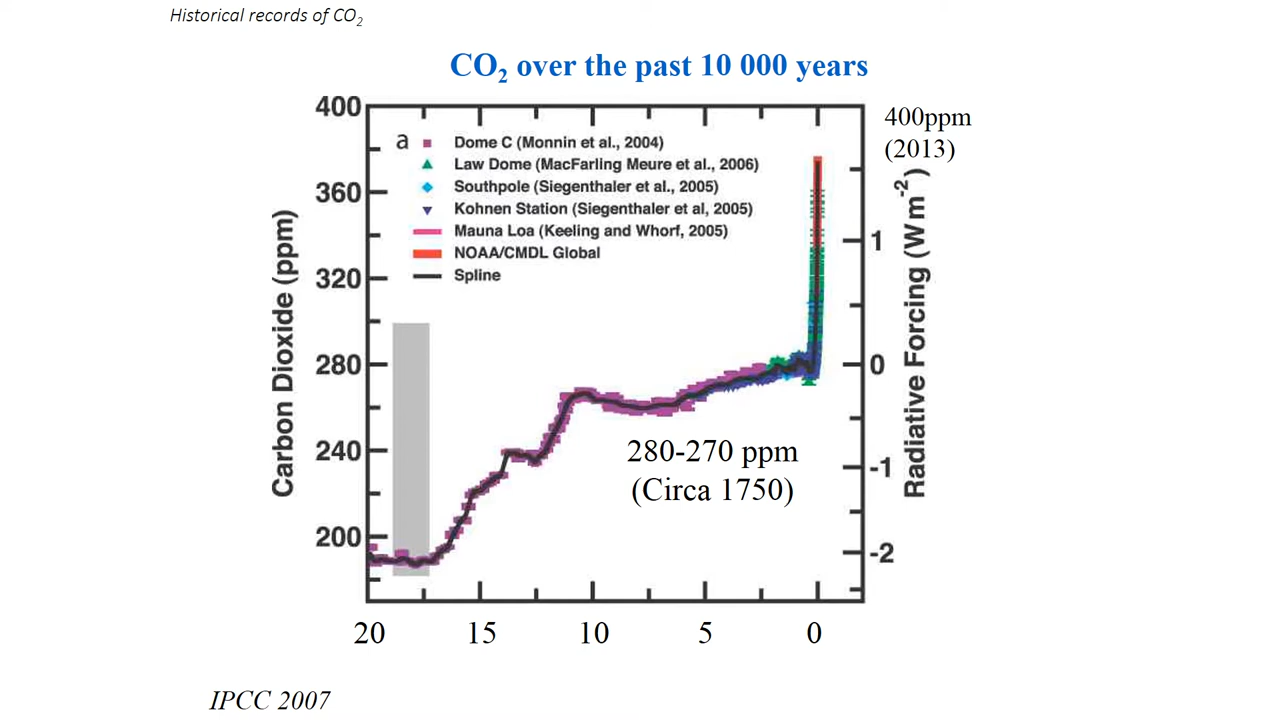 Historical records of CO2
CO2 over the past 10 000 years
400
360
320
280
240
200
Carbon Dioxide (ppm)
a
Dome C (Monnin et al., 2004)
Law Dome (MacFarling Meure et al., 2006)
Southpole (Siegenthaler et al., 2005)
Kohnen Station (Siegenthaler et al, 2005)
Mauna Loa (Keeling and Whorf, 2005)
NOAA/CMDL Global
Spline
280-270 ppm
(Circa 1750)
400ppm
(2013)
1
0
-1
-2
Radiative Forcing (Wm-2)
20 15 10 5 0
IPCC 2007